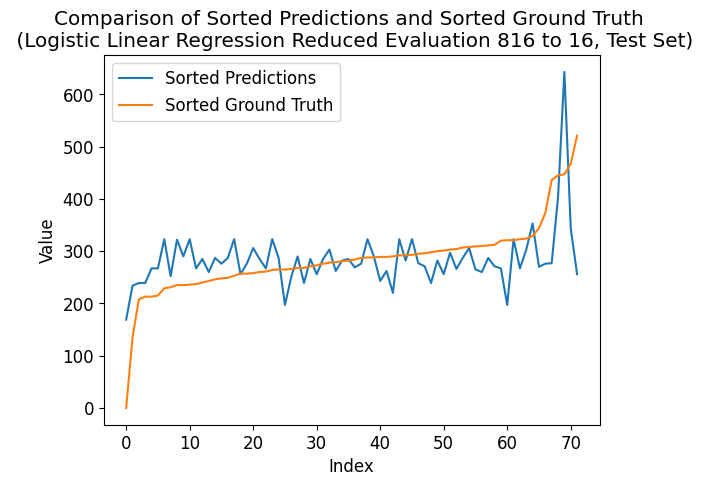 Comparison of Sorted Predictions and Sorted Ground Truth
(Logistic Linear Regression Reduced Evaluation 816 to 16, Test Set)
Sorted Predictions
Sorted Ground Truth
600
500
400
300
200
100
0
Value
0 10 20 30 40 50 60 70
Index